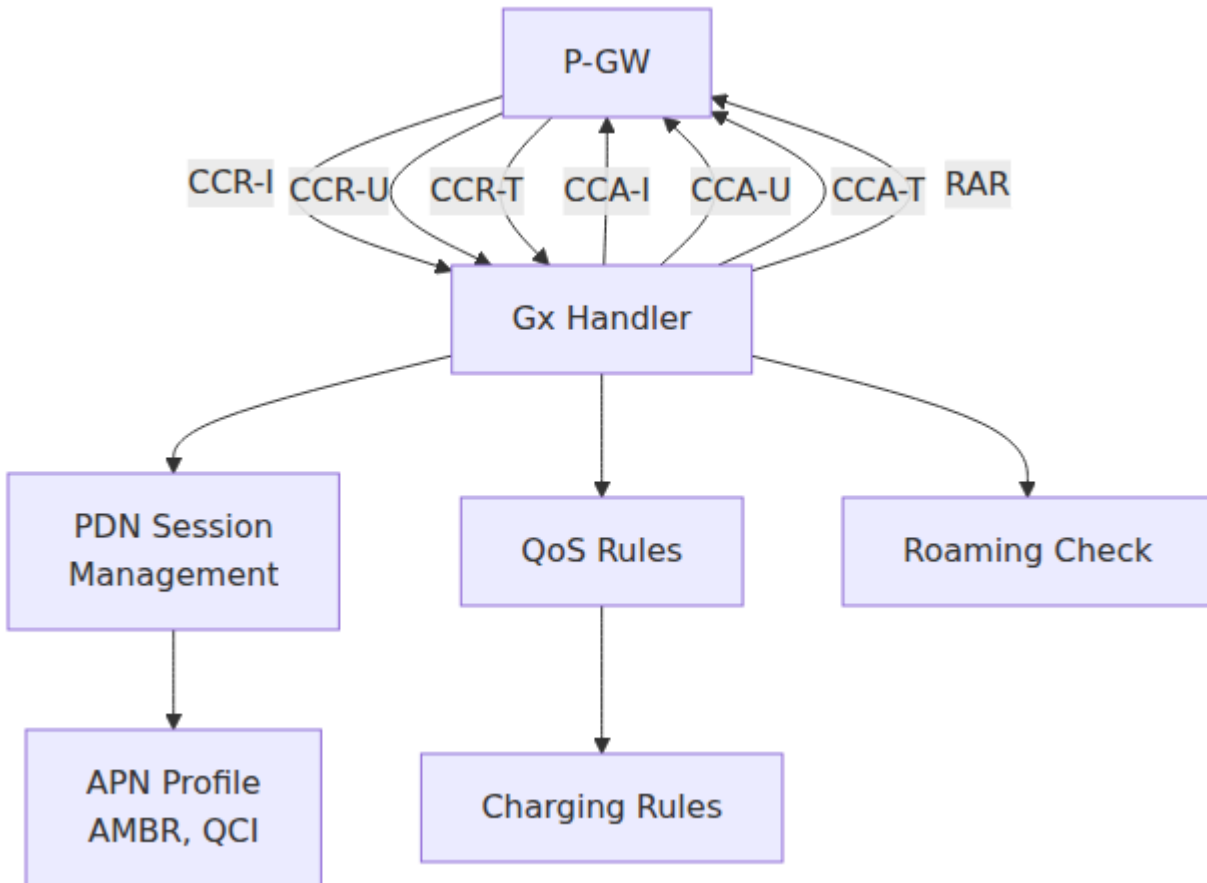 P-GW
CCR-I
CCR-U
CCR-T
CCA-I
CCA-U
CCA-T
RAR
Gx Handler
PDN Session
Management
QoS Rules
Roaming Check
APN Profile
AMBR, QCI
Charging Rules